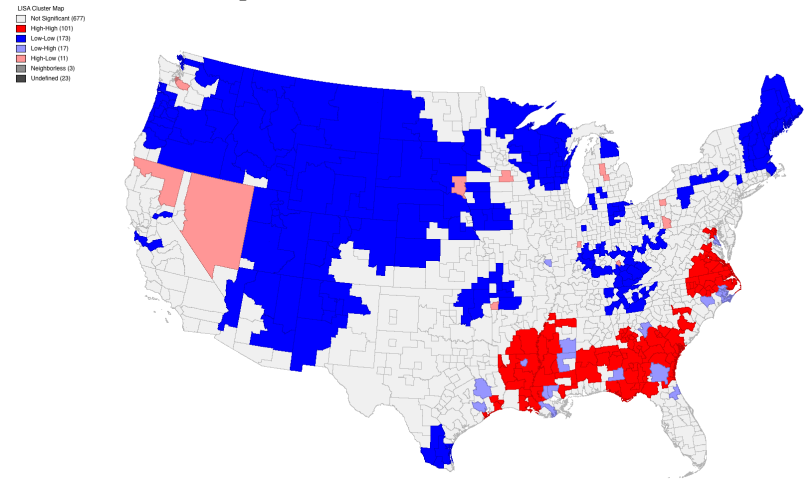 LISA Cluster Map
Not Significant (677)
High-High (101)
Low-Low (173)
Low-High (17)
High-Low (11)
Neighborless (3)
Undefined (23)